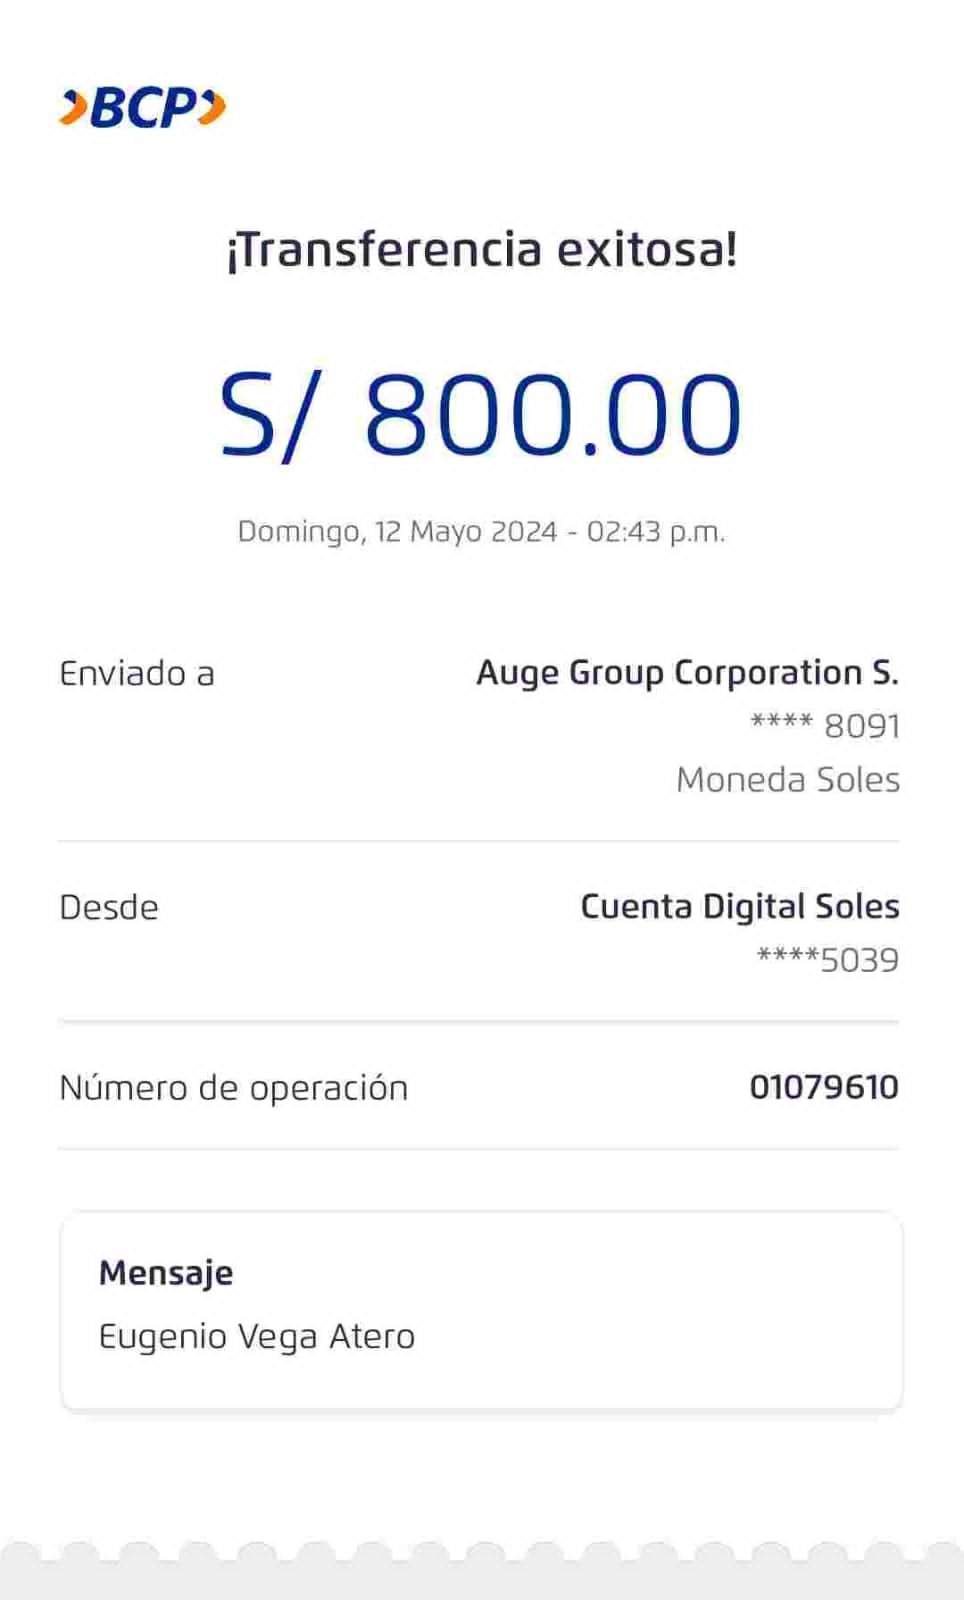 BCP
¡Transferencia exitosa!
S/ 800.00
Domingo, 12 Mayo 2024 - 02:43 p.m.
Enviado a Auge Group Corporation S.
**** 8091
Moneda Soles
Desde Cuenta Digital Soles
****5039
Número de operación 01079610
Mensaje
Eugenio Vega Atero